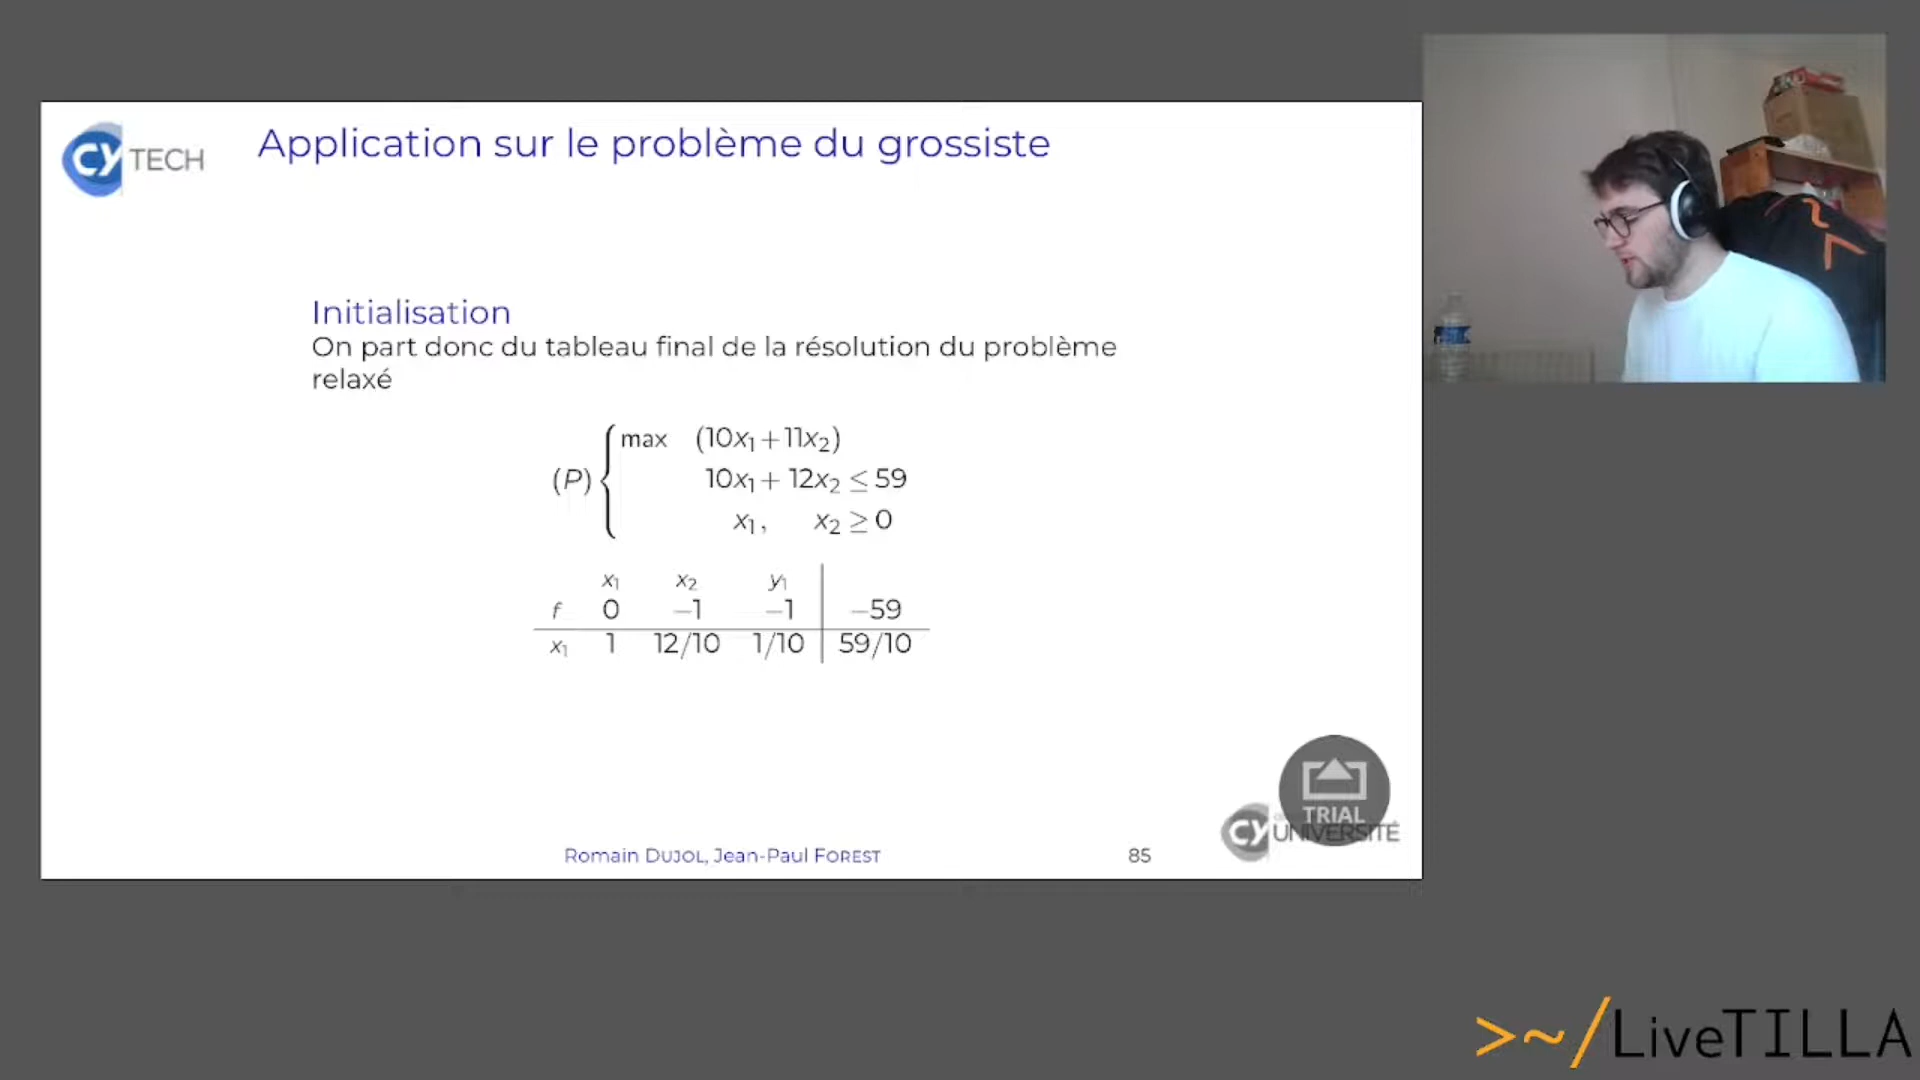 CY TECH
Application sur le problème du grossiste
Initialisation
On part donc du tableau final de la résolution du problème
relaxé
(P) { max (10x₁+11x₂)
10x₁+ 12x₂ ≤ 59
x₁, x₂ ≥ 0
x₁ x₂ y₁
f 0 −1 −1 −59
x₁ 1 12/10 1/10 59/10
TRIAL
CY UNIVERSITÉ
Romain DUJOL, Jean-Paul FOREST 85
>~/LiveTILLA